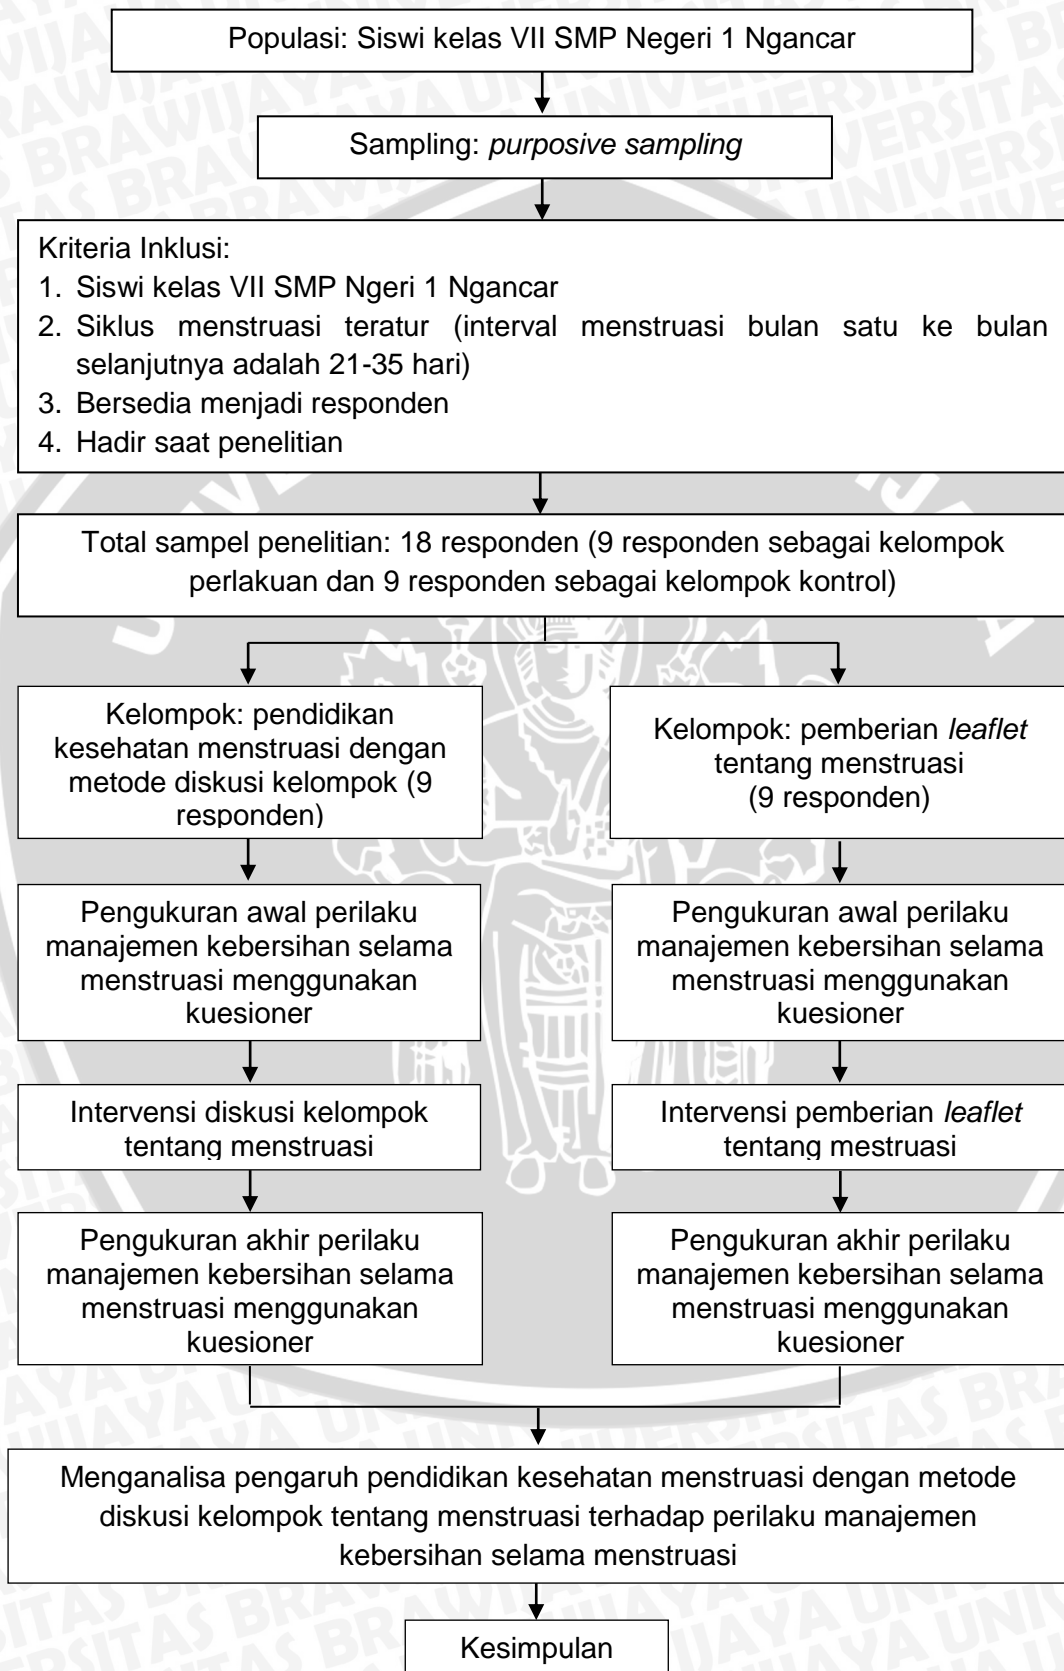 Populasi: Siswi kelas VII SMP Negeri 1 Ngancar
Sampling: purposive sampling
Kriteria Inklusi:
1. Siswi kelas VII SMP Ngeri 1 Ngancar
2. Siklus menstruasi teratur (interval menstruasi bulan satu ke bulan
selanjutnya adalah 21-35 hari)
3. Bersedia menjadi responden
4. Hadir saat penelitian
Total sampel penelitian: 18 responden (9 responden sebagai kelompok
perlakuan dan 9 responden sebagai kelompok kontrol)
Kelompok: pendidikan
kesehatan menstruasi dengan
metode diskusi kelompok (9
responden)
Kelompok: pemberian leaflet
tentang menstruasi
(9 responden)
Pengukuran awal perilaku
manajemen kebersihan selama
menstruasi menggunakan
kuesioner
Pengukuran awal perilaku
manajemen kebersihan selama
menstruasi menggunakan
kuesioner
Intervensi diskusi kelompok
tentang menstruasi
Intervensi pemberian leaflet
tentang mestruasi
Pengukuran akhir perilaku
manajemen kebersihan selama
menstruasi menggunakan
kuesioner
Pengukuran akhir perilaku
manajemen kebersihan selama
menstruasi menggunakan
kuesioner
Menganalisa pengaruh pendidikan kesehatan menstruasi dengan metode
diskusi kelompok tentang menstruasi terhadap perilaku manajemen
kebersihan selama menstruasi
Kesimpulan